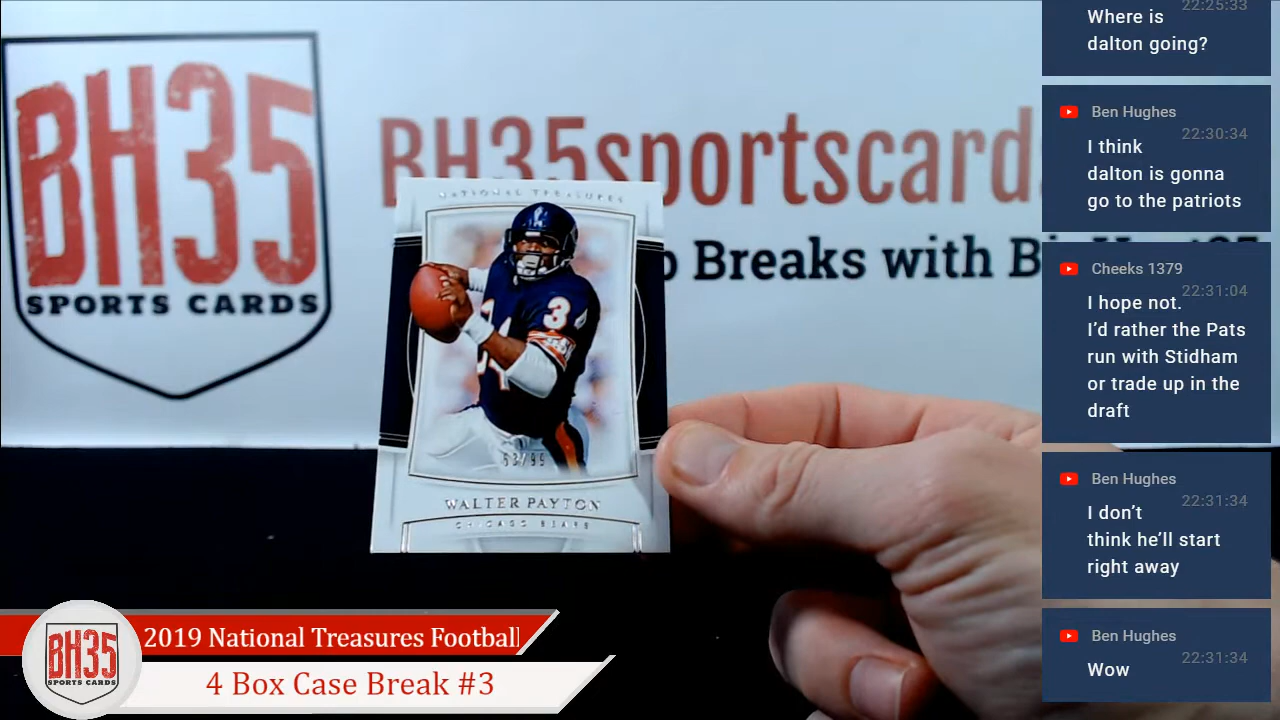 BH35
SPORTS CARDS
BH35sportscard
Breaks with B
NATIONAL TREASURES
34
63/99
WALTER PAYTON
CHICAGO BEARS
BH35
SPORTS CARDS
2019 National Treasures Football
4 Box Case Break #3
22:25:33
Where is
dalton going?
Ben Hughes
22:30:34
I think
dalton is gonna
go to the patriots
Cheeks 1379
22:31:04
I hope not.
I’d rather the Pats
run with Stidham
or trade up in the
draft
Ben Hughes
22:31:34
I don’t
think he’ll start
right away
Ben Hughes
22:31:34
Wow